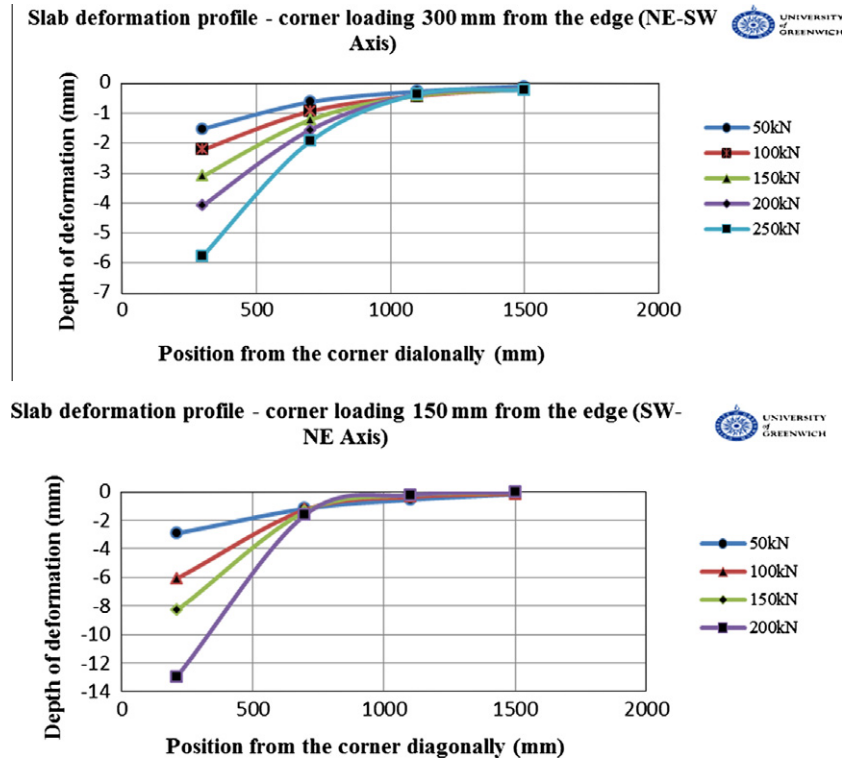 Slab deformation profile - corner loading 300 mm from the edge (NE-SW
Axis)
UNIVERSITY
of
GREENWICH
Depth of deformation (mm)
0
-1
-2
-3
-4
-5
-6
-7
0
500
1000
1500
2000
Position from the corner dialonally (mm)
50kN
100kN
150kN
200kN
250kN
Slab deformation profile - corner loading 150 mm from the edge (SW-
NE Axis)
UNIVERSITY
of
GREENWICH
Depth of deformation (mm)
0
-2
-4
-6
-8
-10
-12
-14
0
500
1000
1500
2000
Position from the corner diagonally (mm)
50kN
100kN
150kN
200kN